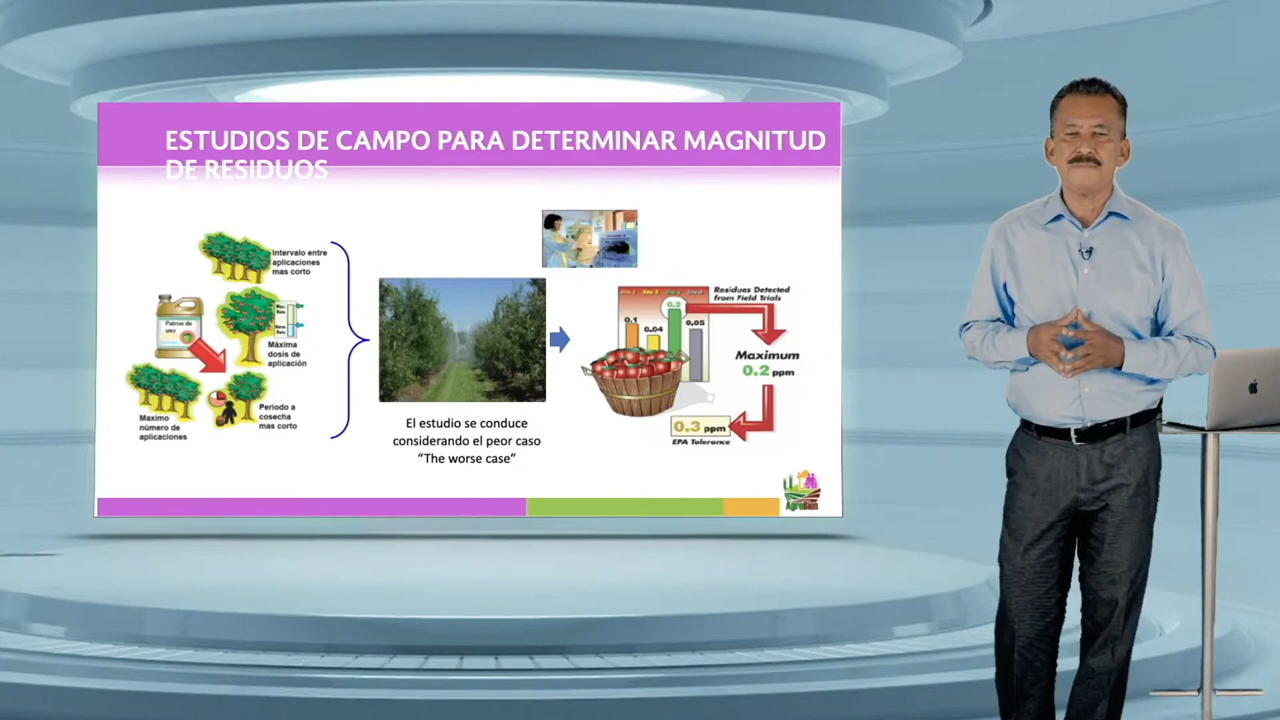 ESTUDIOS DE CAMPO PARA DETERMINAR MAGNITUD
DE RESIDUOS
Intervalo entre
aplicaciones
mas corto
Patron de
uso
Máxima
dosis de
aplicación
Maximo
número de
aplicaciones
Periodo a
cosecha
mas corto
El estudio se conduce
considerando el peor caso
“The worse case”
Residues Detected
from Field Trials
0.1
0.04
0.2
0.05
Maximum
0.2 ppm
0.3 ppm
EPA Tolerance